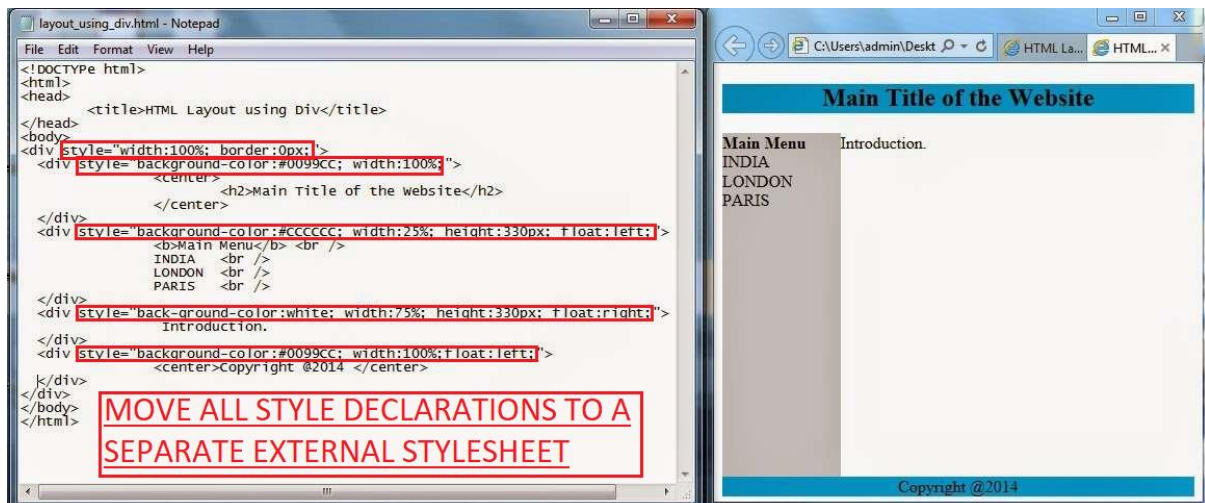 layout_using_div.html - Notepad
File Edit Format View Help
<!DOCTYPe html>
<html>
<head>
<title>HTML Layout using Div</title>
</head>
<body>
<div style="width:100%; border:0px;">
<div style="background-color:#0099CC; width:100%;">
<center>
<h2>Main Title of the Website</h2>
</center>
</div>
<div style="background-color:#CCCCCC; width:25%; height:330px; float:left;">
<b>Main Menu</b> <br />
INDIA <br />
LONDON <br />
PARIS <br />
</div>
<div style="back-ground-color:white; width:75%; height:330px; float:right;">
Introduction.
</div>
<div style="background-color:#0099CC; width:100%;float:left;">
<center>Copyright @2014 </center>
</div>
</div>
</body>
</html>
MOVE ALL STYLE DECLARATIONS TO A
SEPARATE EXTERNAL STYLESHEET
C:\Users\admin\Deskt
HTML La...
HTML...
Main Title of the Website
Main Menu
INDIA
LONDON
PARIS
Introduction.
Copyright @2014